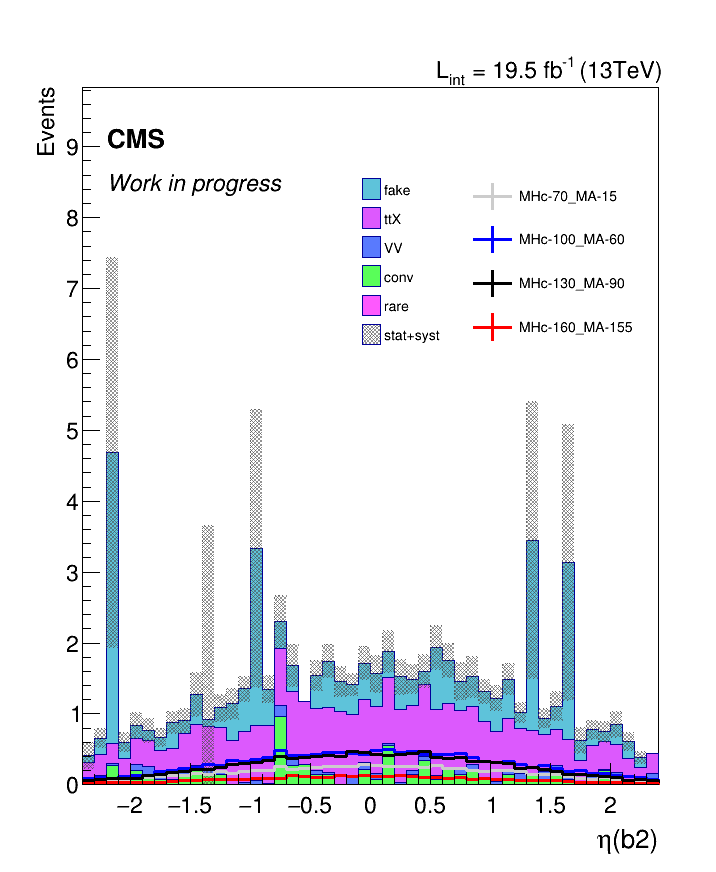 L_int = 19.5 fb^-1 (13TeV)
Events
CMS
Work in progress
fake
ttX
VV
conv
rare
stat+syst
MHc-70_MA-15
MHc-100_MA-60
MHc-130_MA-90
MHc-160_MA-155
9
8
7
6
5
4
3
2
1
0
−2 −1.5 −1 −0.5 0 0.5 1 1.5 2
η(b2)